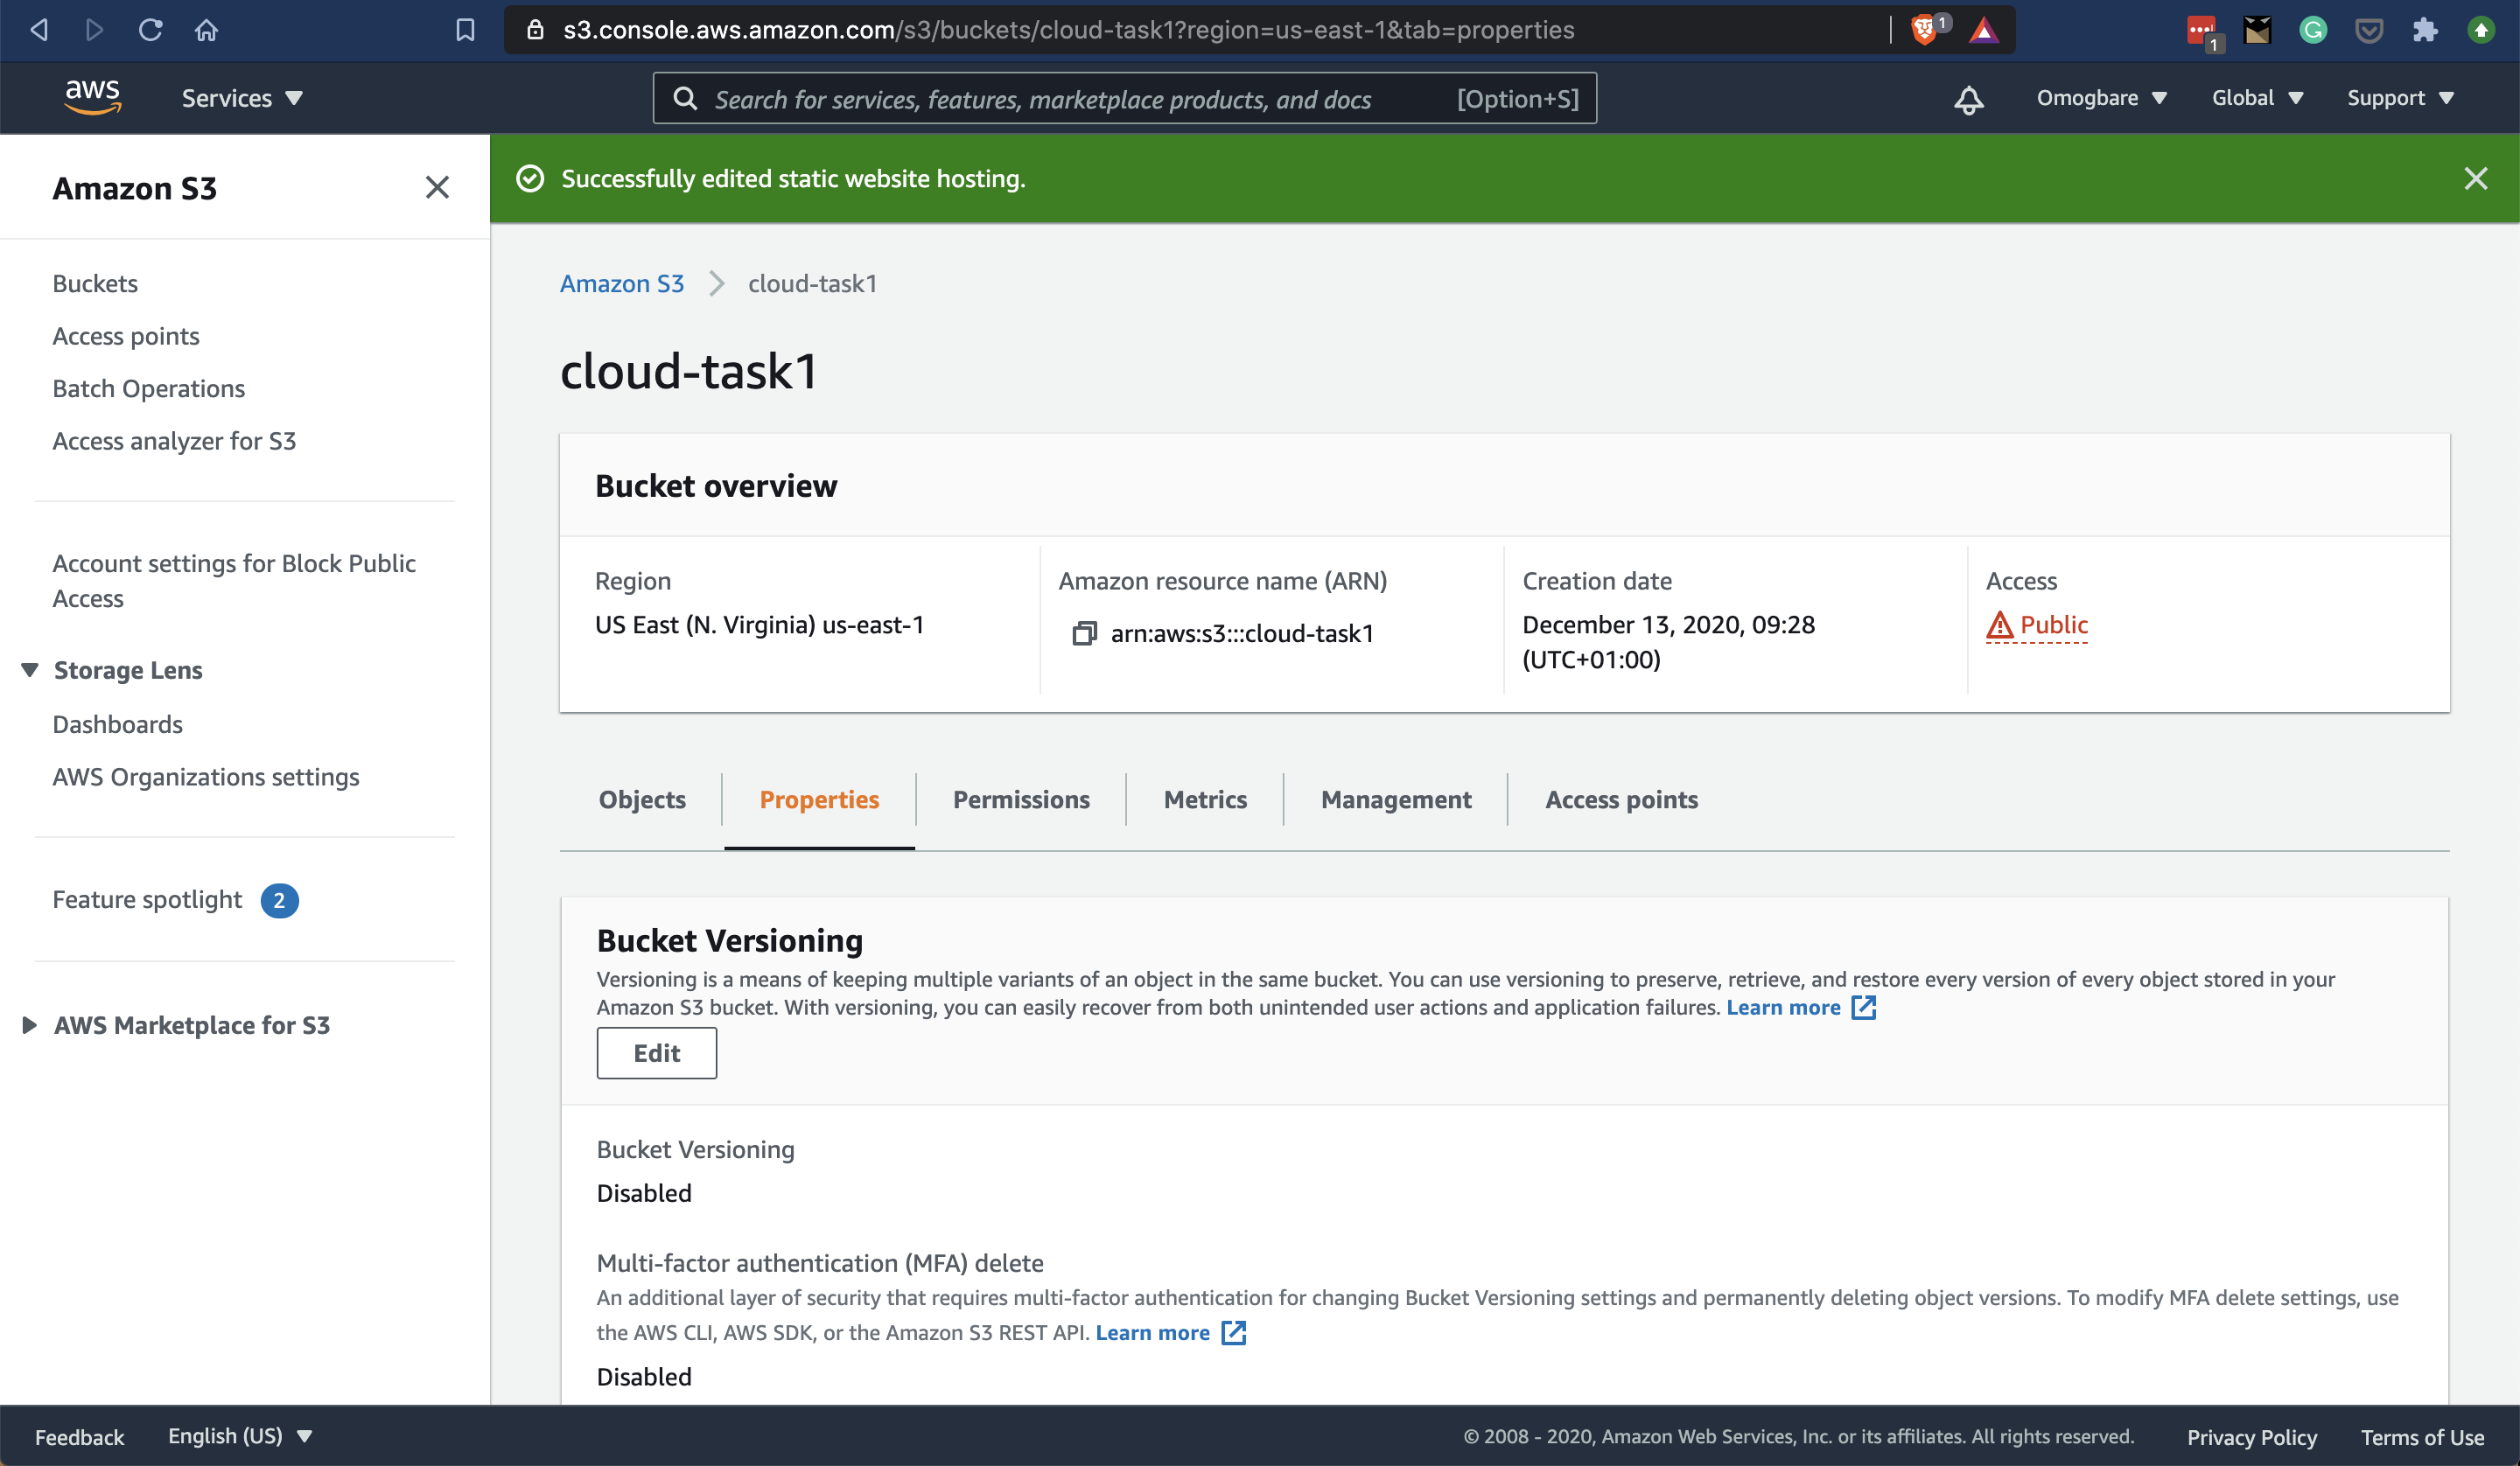 s3.console.aws.amazon.com/s3/buckets/cloud-task1?region=us-east-1&tab=properties
1
1
aws
Services
Search for services, features, marketplace products, and docs
[Option+S]
Omogbare
Global
Support
Amazon S3
Successfully edited static website hosting.
Buckets
Access points
Batch Operations
Access analyzer for S3
Account settings for Block Public
Access
Storage Lens
Dashboards
AWS Organizations settings
Feature spotlight 2
AWS Marketplace for S3
Amazon S3 > cloud-task1
cloud-task1
Bucket overview
Region
US East (N. Virginia) us-east-1
Amazon resource name (ARN)
arn:aws:s3:::cloud-task1
Creation date
December 13, 2020, 09:28
(UTC+01:00)
Access
Public
Objects
Properties
Permissions
Metrics
Management
Access points
Bucket Versioning
Versioning is a means of keeping multiple variants of an object in the same bucket. You can use versioning to preserve, retrieve, and restore every version of every object stored in your
Amazon S3 bucket. With versioning, you can easily recover from both unintended user actions and application failures. Learn more
Edit
Bucket Versioning
Disabled
Multi-factor authentication (MFA) delete
An additional layer of security that requires multi-factor authentication for changing Bucket Versioning settings and permanently deleting object versions. To modify MFA delete settings, use
the AWS CLI, AWS SDK, or the Amazon S3 REST API. Learn more
Disabled
Feedback
English (US)
© 2008 - 2020, Amazon Web Services, Inc. or its affiliates. All rights reserved.
Privacy Policy
Terms of Use